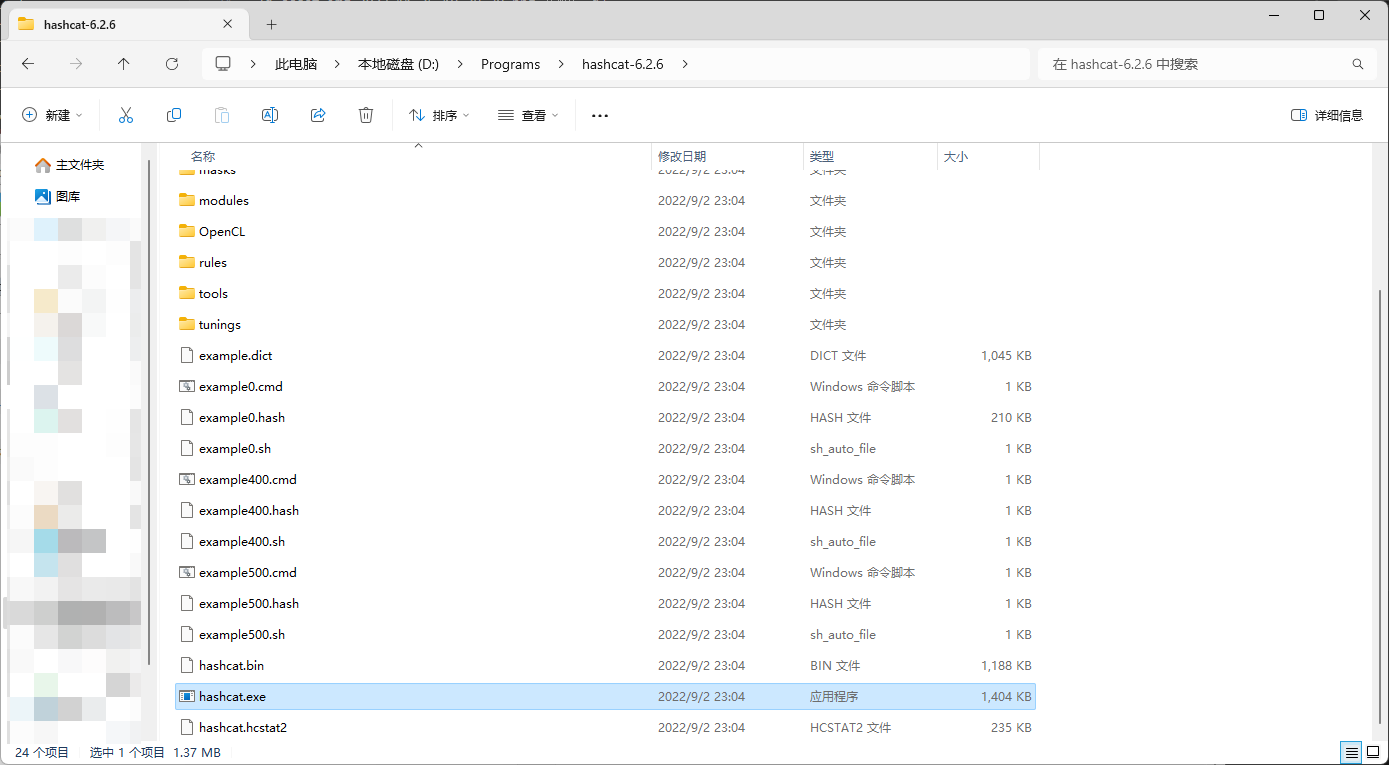 hashcat-6.2.6
此电脑 本地磁盘 (D:) Programs hashcat-6.2.6 在 hashcat-6.2.6 中搜索
新建 排序 查看 详细信息
主文件夹
图库
名称 修改日期 类型 大小
masks 2022/9/2 23:04 文件夹
modules 2022/9/2 23:04 文件夹
OpenCL 2022/9/2 23:04 文件夹
rules 2022/9/2 23:04 文件夹
tools 2022/9/2 23:04 文件夹
tunings 2022/9/2 23:04 文件夹
example.dict 2022/9/2 23:04 DICT 文件 1,045 KB
example0.cmd 2022/9/2 23:04 Windows 命令脚本 1 KB
example0.hash 2022/9/2 23:04 HASH 文件 210 KB
example0.sh 2022/9/2 23:04 sh_auto_file 1 KB
example400.cmd 2022/9/2 23:04 Windows 命令脚本 1 KB
example400.hash 2022/9/2 23:04 HASH 文件 1 KB
example400.sh 2022/9/2 23:04 sh_auto_file 1 KB
example500.cmd 2022/9/2 23:04 Windows 命令脚本 1 KB
example500.hash 2022/9/2 23:04 HASH 文件 1 KB
example500.sh 2022/9/2 23:04 sh_auto_file 1 KB
hashcat.bin 2022/9/2 23:04 BIN 文件 1,188 KB
hashcat.exe 2022/9/2 23:04 应用程序 1,404 KB
hashcat.hcstat2 2022/9/2 23:04 HCSTAT2 文件 235 KB
24 个项目 选中 1 个项目 1.37 MB